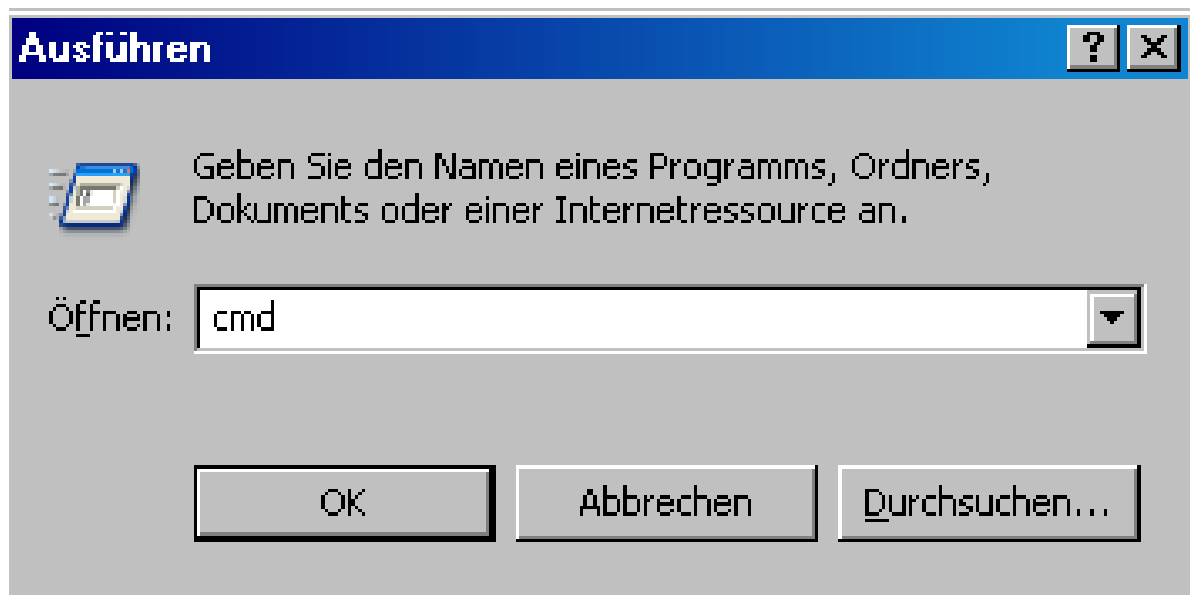 Ausführen
Geben Sie den Namen eines Programms, Ordners,
Dokuments oder einer Internetressource an.
Öffnen: cmd
OK Abbrechen Durchsuchen...